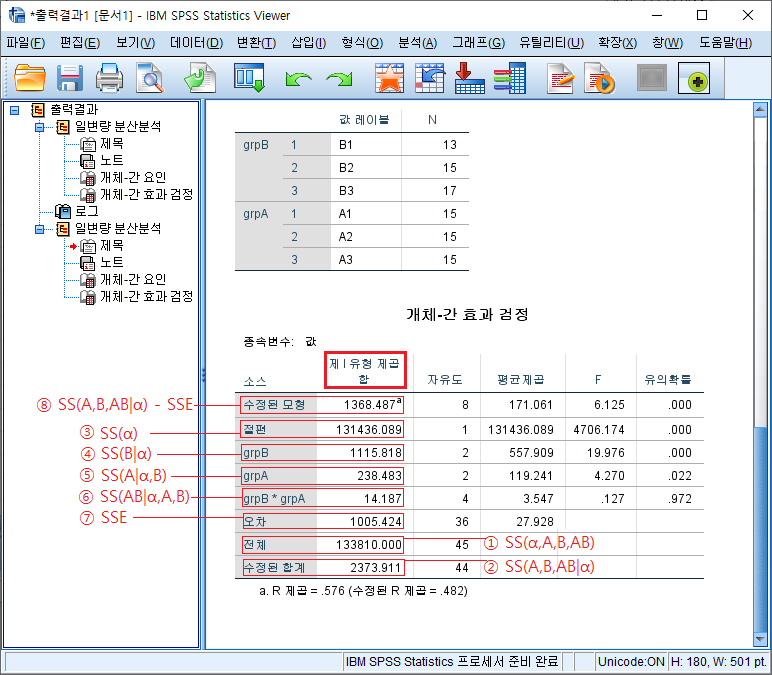 *출력결과1 [문서1] - IBM SPSS Statistics Viewer
파일(F) 편집(E) 보기(V) 데이터(D) 변환(T) 삽입(I) 형식(O) 분석(A) 그래프(G) 유틸리티(U) 확장(X) 창(W) 도움말(H)
출력결과
일변량 분산분석
제목
노트
개체-간 요인
개체-간 효과 검정
로그
일변량 분산분석
제목
노트
개체-간 요인
개체-간 효과 검정
값 레이블 N
grpB 1 B1 13
2 B2 15
3 B3 17
grpA 1 A1 15
2 A2 15
3 A3 15
개체-간 효과 검정
종속변수: 값
소스 제 I 유형 제곱합 자유도 평균제곱 F 유의확률
⑧ SS(A,B,AB|α) - SSE 수정된 모형 1368.487a 8 171.061 6.125 .000
③ SS(α) 절편 131436.089 1 131436.089 4706.174 .000
④ SS(B|α) grpB 1115.818 2 557.909 19.976 .000
⑤ SS(A|α,B) grpA 238.483 2 119.241 4.270 .022
⑥ SS(AB|α,A,B) grpB * grpA 14.187 4 3.547 .127 .972
⑦ SSE 오차 1005.424 36 27.928
전체 133810.000 45 ① SS(α,A,B,AB)
수정된 합계 2373.911 44 ② SS(A,B,AB|α)
a. R 제곱 = .576 (수정된 R 제곱 = .482)
IBM SPSS Statistics 프로세서 준비 완료 Unicode:ON H: 180, W: 501 pt.